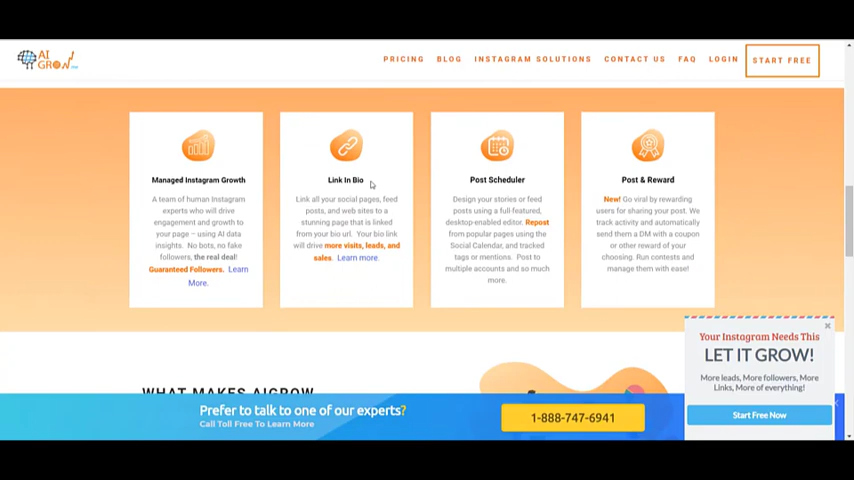 AI
GROW
PRICING BLOG INSTAGRAM SOLUTIONS CONTACT US FAQ LOGIN START FREE
Managed Instagram Growth
A team of human Instagram
experts who will drive
engagement and growth to
your page – using AI data
insights. No bots, no fake
followers, the real deal!
Guaranteed Followers. Learn
More.
Link In Bio
Link all your social pages, feed
posts, and web sites to a
stunning page that is linked
from your bio url. Your bio link
will drive more visits, leads, and
sales. Learn more.
Post Scheduler
Design your stories or feed
posts using a full-featured,
desktop-enabled editor. Repost
from popular pages using the
Social Calendar, and tracked
tags or mentions. Post to
multiple accounts and so much
more.
Post & Reward
New! Go viral by rewarding
users for sharing your post. We
track activity and automatically
send them a DM with a coupon
or other reward of your
choosing. Run contests and
manage them with ease!
WHAT MAKES AIGROW
Your Instagram Needs This
LET IT GROW!
More leads, More followers, More
Links, More of everything!
Start Free Now
Prefer to talk to one of our experts?
Call Toll Free To Learn More
1-888-747-6941